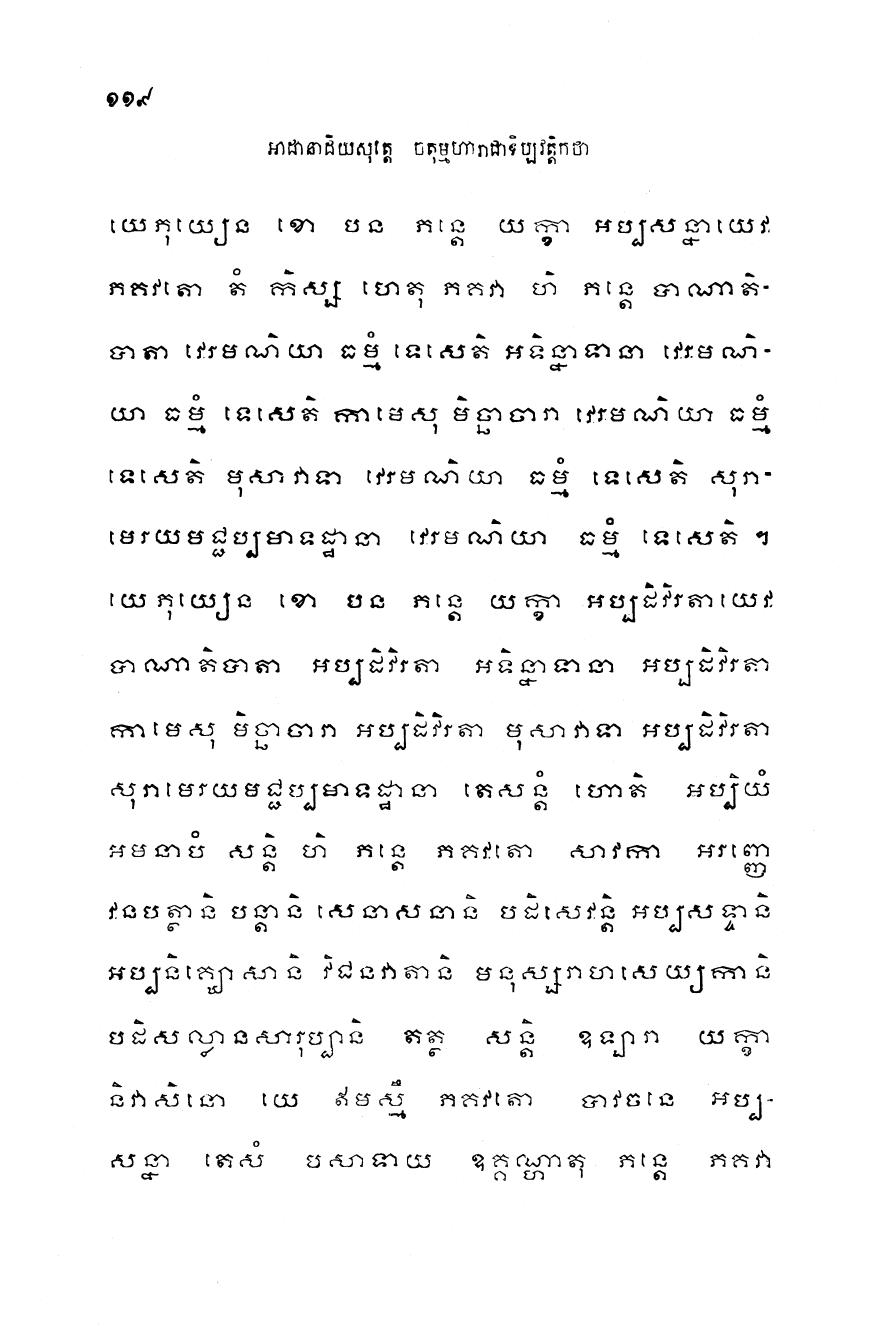 ១១៩
អាដានាដិយសុត្តេ ចតុម្មហារាជាទិប្បវត្តិកថា
យេភុយ្យេន ខោ បន ភន្តេ យក្ខា អប្បសន្នាយេវ
ភគវតោ តំ កិស្ស ហេតុ ភគវា ហិ ភន្តេ បាណាតិ-
បាតា វេរមណិយា ធម្មំ ទេសេតិ អទិន្នាទានា វេរមណិ-
យា ធម្មំ ទេសេតិ កាមេសុ មិច្ឆាចារា វេរមណិយា ធម្មំ
ទេសេតិ មុសាវាទា វេរមណិយា ធម្មំ ទេសេតិ សុរា-
មេរយមជ្ជប្បមាទដ្ឋានា វេរមណិយា ធម្មំ ទេសេតិ ។
យេភុយ្យេន ខោ បន ភន្តេ យក្ខា អប្បដិវិរតាយេវ
បាណាតិបាតា អប្បដិវិរតា អទិន្នាទានា អប្បដិវិរតា
កាមេសុ មិច្ឆាចារា អប្បដិវិរតា មុសាវាទា អប្បដិវិរតា
សុរាមេរយមជ្ជប្បមាទដ្ឋានា តេសន្តំ ហោតិ អប្បិយំ
អមនាបំ សន្តិ ហិ ភន្តេ ភគវតោ សាវកា អរញ្ញេ
វនបត្ថានិ បន្តានិ សេនាសនានិ បដិសេវន្តិ អប្បសទ្ទានិ
អប្បនិគ្ឃោសានិ វិជនវាតានិ មនុស្សរាហសេយ្យកានិ
បដិសល្លានសារុប្បានិ តត្ថ សន្តិ ឧឡារា យក្ខា
និវាសិនោ យេ ឥមស្មឹ ភគវតោ បាវចនេ អប្ប-
សន្នា តេសំ បសាទាយ ឧគ្គណ្ហាតុ ភន្តេ ភគវា